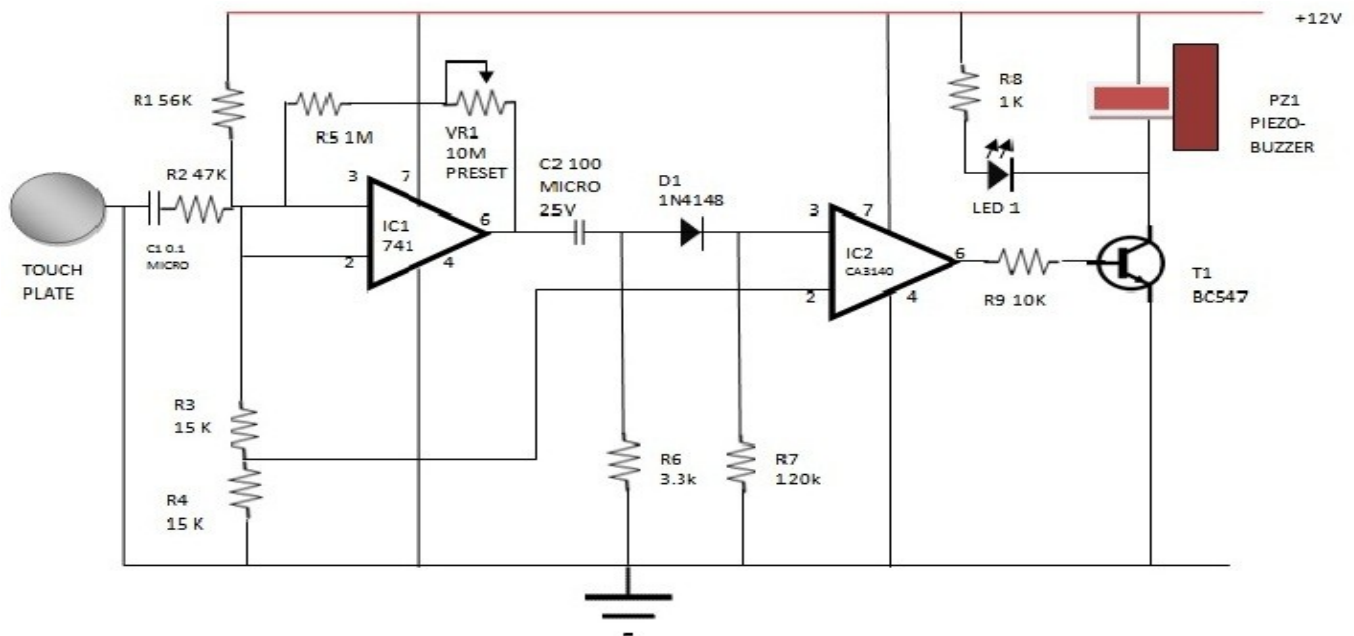 +12V
R1 56K
R5 1M
VR1
10M
PRESET
R8
1 K
PZ1
PIEZO-
BUZZER
R2 47K
C1 0.1
MICRO
TOUCH
PLATE
3
7
IC1
741
6
2
4
C2 100
MICRO
25V
D1
1N4148
LED 1
3
7
IC2
CA3140
6
2
4
R9 10K
T1
BC547
R3
15 K
R4
15 K
R6
3.3k
R7
120k